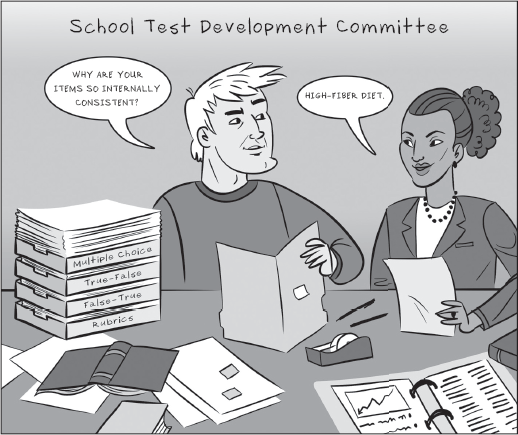 School Test Development Committee
WHY ARE YOUR
ITEMS SO INTERNALLY
CONSISTENT?
HIGH-FIBER DIET.
Multiple Choice
True-False
False-True
Rubrics